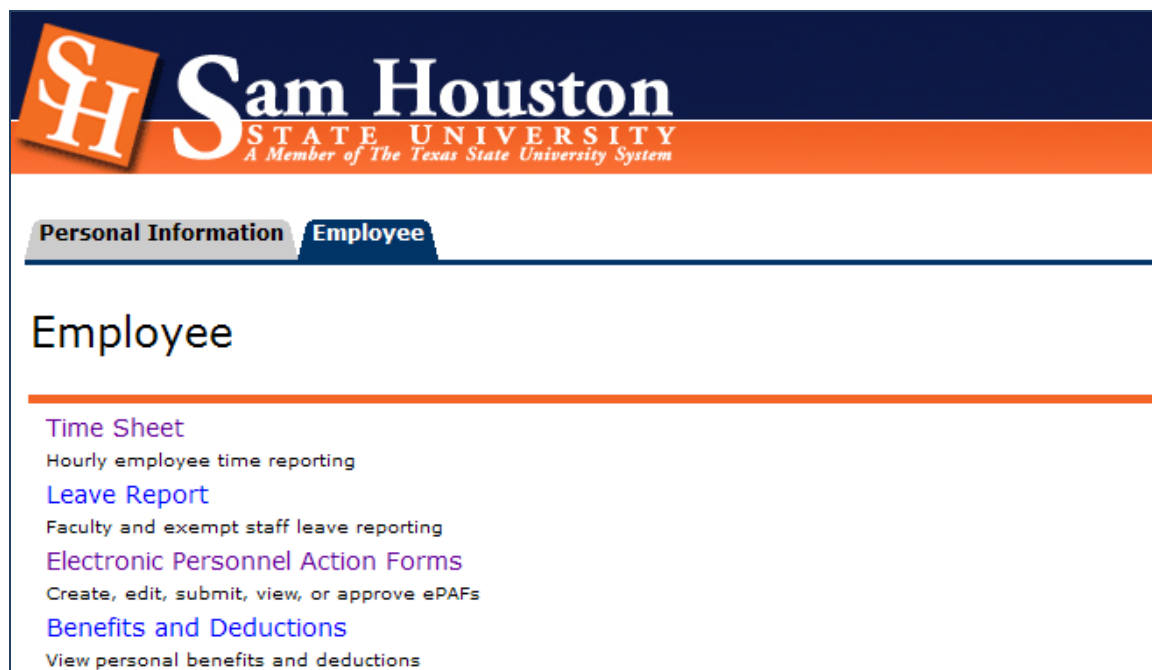 SH
Sam Houston
STATE UNIVERSITY
A Member of The Texas State University System
Personal Information Employee
Employee
Time Sheet
Hourly employee time reporting
Leave Report
Faculty and exempt staff leave reporting
Electronic Personnel Action Forms
Create, edit, submit, view, or approve ePAFs
Benefits and Deductions
View personal benefits and deductions